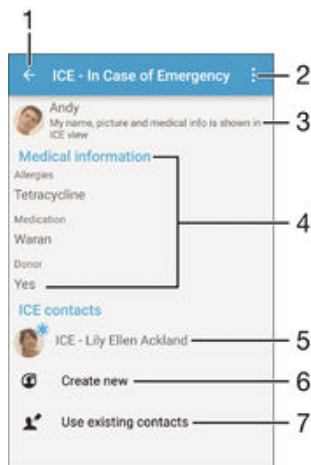 1
ICE - In Case of Emergency
2
Andy
My name, picture and medical info is shown in
ICE view
3
Medical information
Allergies
Tetracycline
Medication
Waran
4
Donor
Yes
ICE contacts
ICE - Lily Ellen Ackland
5
Create new
6
Use existing contacts
7